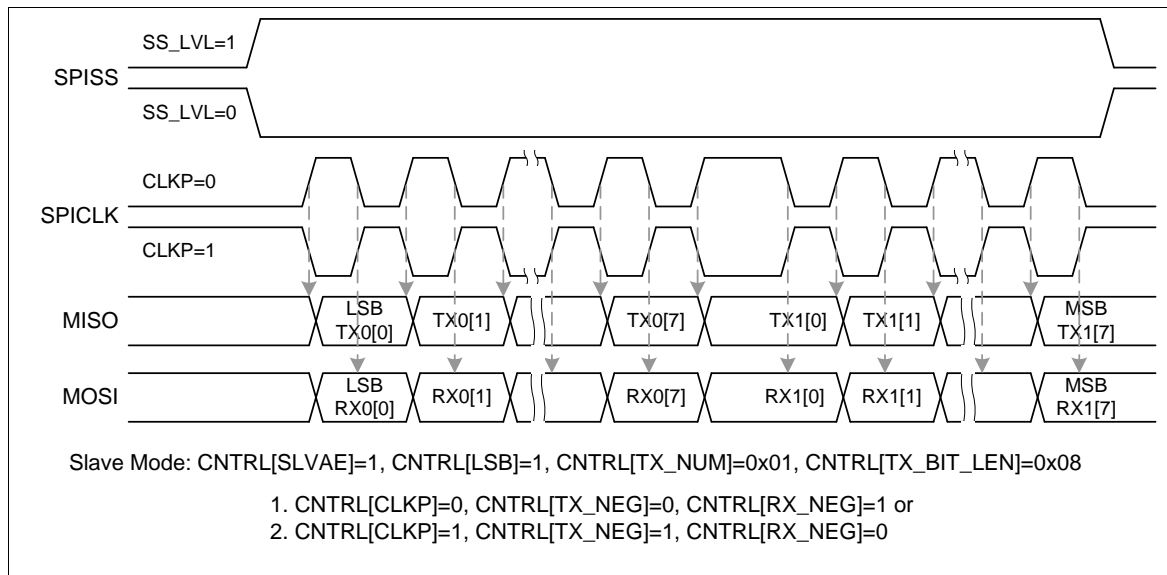 SS_LVL=1
SPISS
SS_LVL=0
CLKP=0
SPICLK
CLKP=1
MISO
LSB
TX0[0]
TX0[1]
TX0[7]
TX1[0]
TX1[1]
MSB
TX1[7]
MOSI
LSB
RX0[0]
RX0[1]
RX0[7]
RX1[0]
RX1[1]
MSB
RX1[7]
Slave Mode: CNTRL[SLVAE]=1, CNTRL[LSB]=1, CNTRL[TX_NUM]=0x01, CNTRL[TX_BIT_LEN]=0x08
1. CNTRL[CLKP]=0, CNTRL[TX_NEG]=0, CNTRL[RX_NEG]=1 or
2. CNTRL[CLKP]=1, CNTRL[TX_NEG]=1, CNTRL[RX_NEG]=0